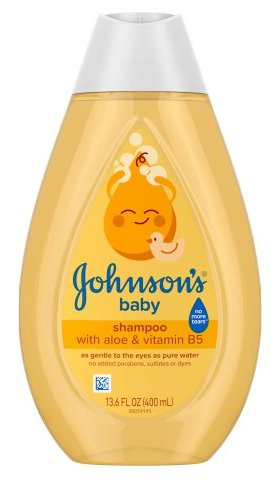 Johnson's®
baby
no
more
tears™
shampoo
with aloe & vitamin B5
as gentle to the eyes as pure water
no added parabens, sulfates or dyes
13.6 FL OZ (400 mL)